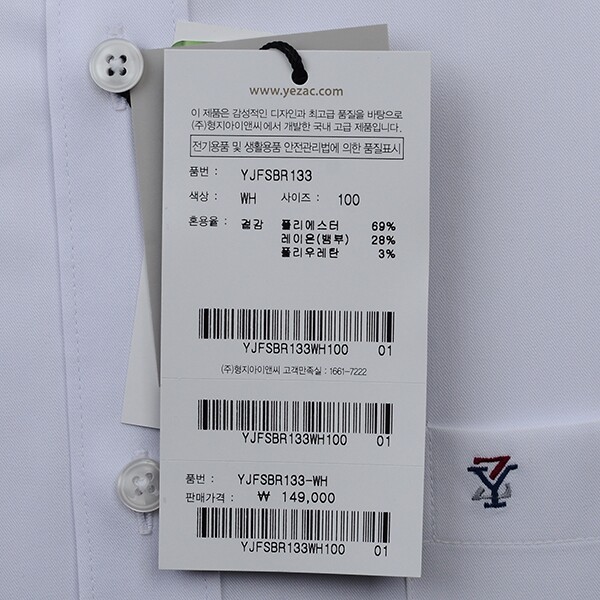 www.yezac.com
이 제품은 감성적인 디자인과 최고급 품질을 바탕으로
(주)형지아이앤씨에서 개발한 국내 고급 제품입니다.
전기용품 및 생활용품 안전관리법에 의한 품질표시
품번 : YJFSBR133
색상 : WH 사이즈 : 100
혼용율 : 겉감 폴리에스터 69%
레이온(뱀부) 28%
폴리우레탄 3%
YJFSBR133WH100 01
(주)형지아이앤씨 고객만족실 : 1661-7222
YJFSBR133WH100 01
품번 : YJFSBR133-WH
판매가격 : ₩ 149,000
YJFSBR133WH100 01